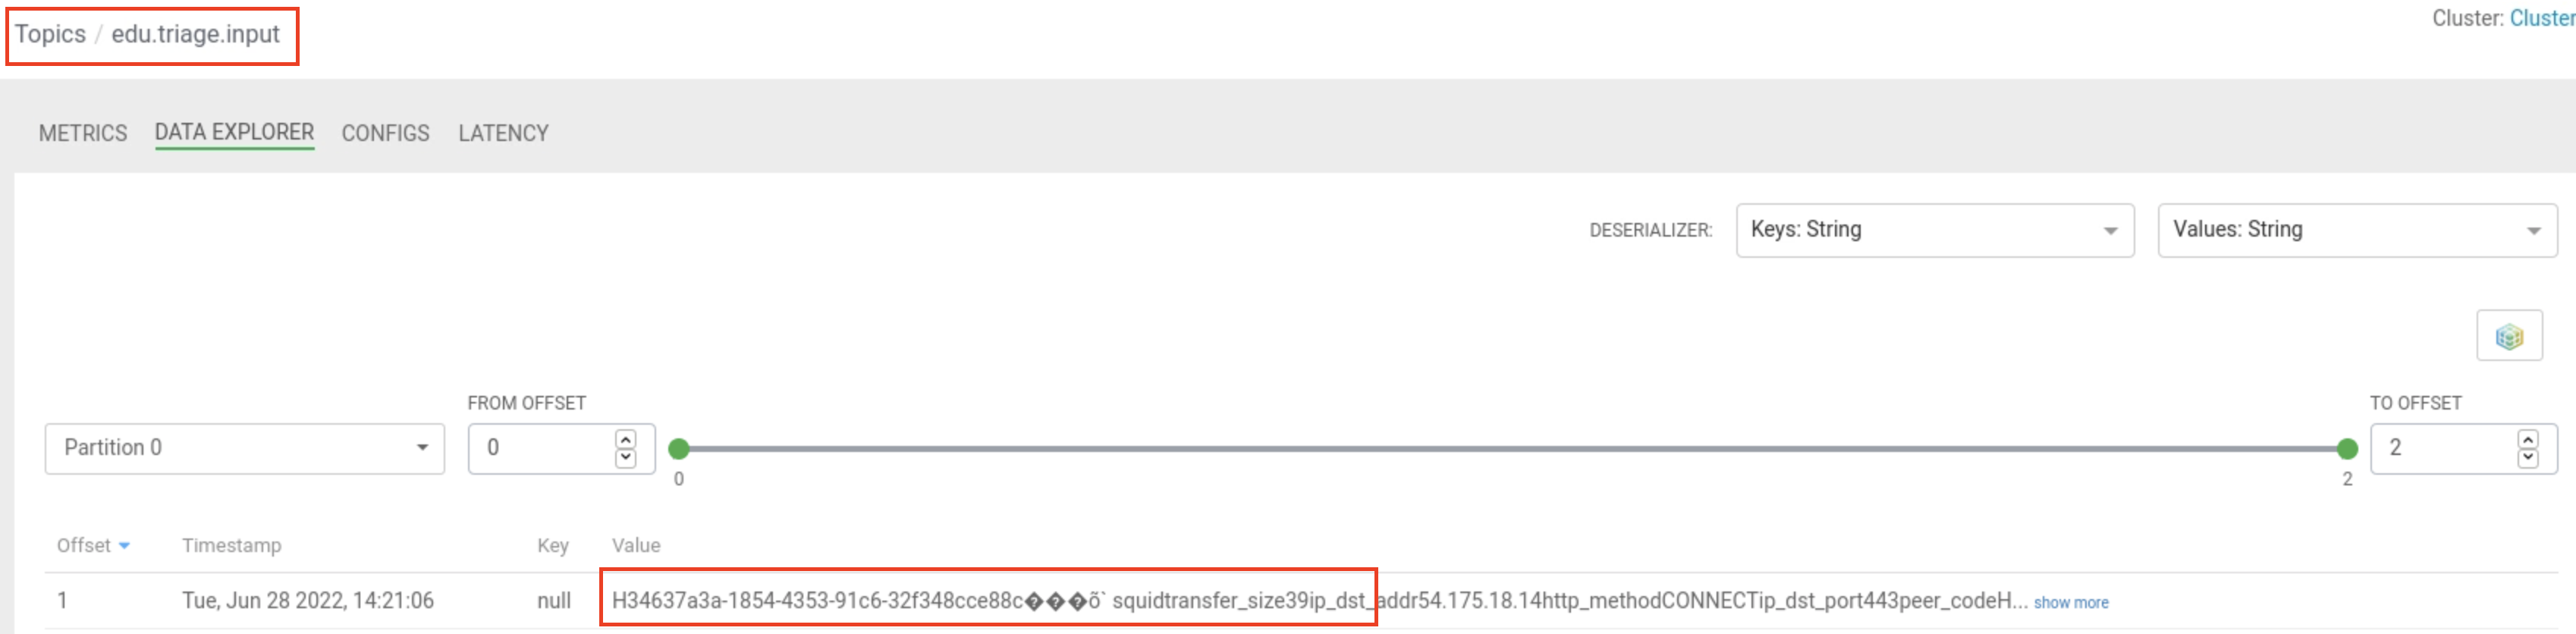 Topics / edu.triage.input
Cluster: Cluster
METRICS DATA EXPLORER CONFIGS LATENCY
DESERIALIZER: Keys: String Values: String
FROM OFFSET TO OFFSET
Partition 0 0 2
0 2
Offset Timestamp Key Value
1 Tue, Jun 28 2022, 14:21:06 null H34637a3a-1854-4353-91c6-32f348cce88c���õ` squidtransfer_size39ip_dst_addr54.175.18.14http_methodCONNECTip_dst_port443peer_codeH... show more